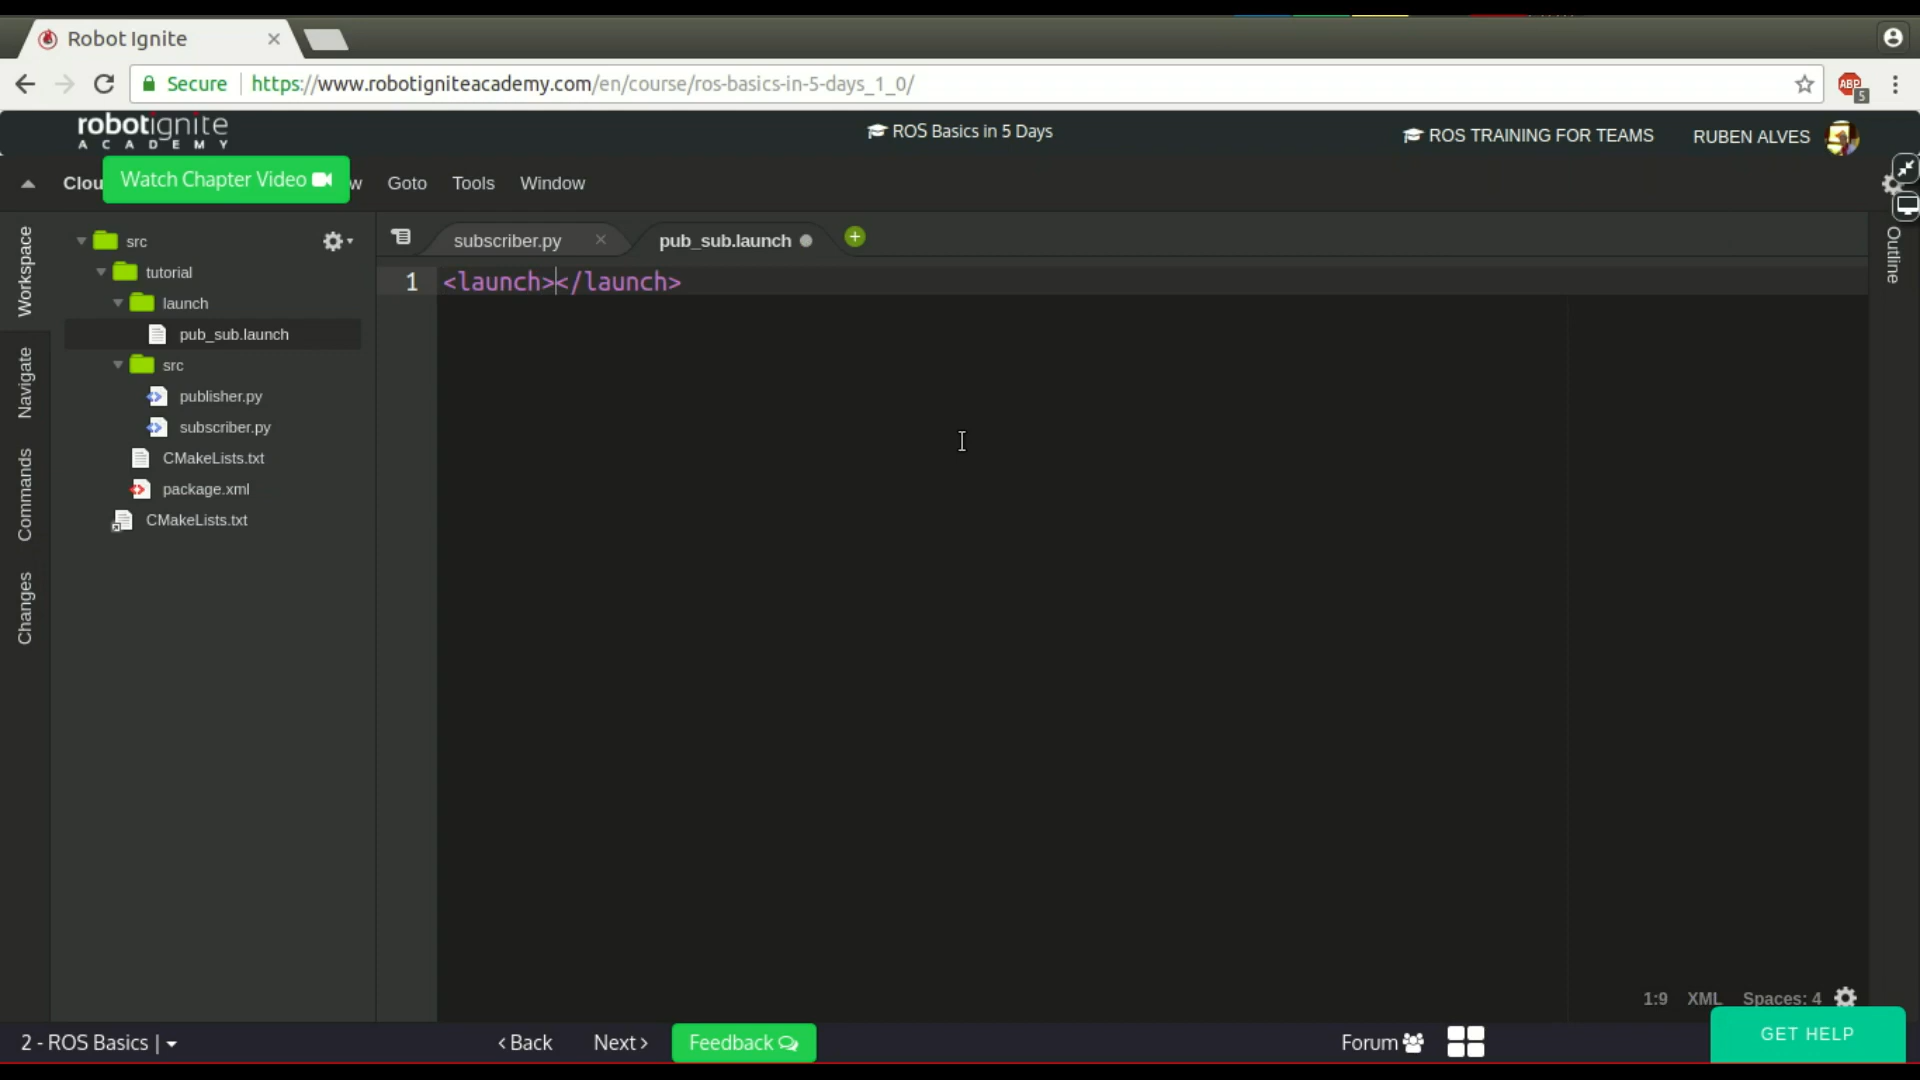 Robot Ignite
Secure https://www.robotigniteacademy.com/en/course/ros-basics-in-5-days_1_0/
ABP
5
robotignite
ACADEMY
ROS Basics in 5 Days
ROS TRAINING FOR TEAMS
RUBEN ALVES
Clou
Watch Chapter Video
w
Goto
Tools
Window
Workspace
Navigate
Commands
Changes
src
tutorial
launch
pub_sub.launch
src
publisher.py
subscriber.py
CMakeLists.txt
package.xml
CMakeLists.txt
subscriber.py
pub_sub.launch
Outline
1 <launch></launch>
1:9 XML Spaces: 4
GET HELP
2 - ROS Basics |
Back
Next
Feedback
Forum